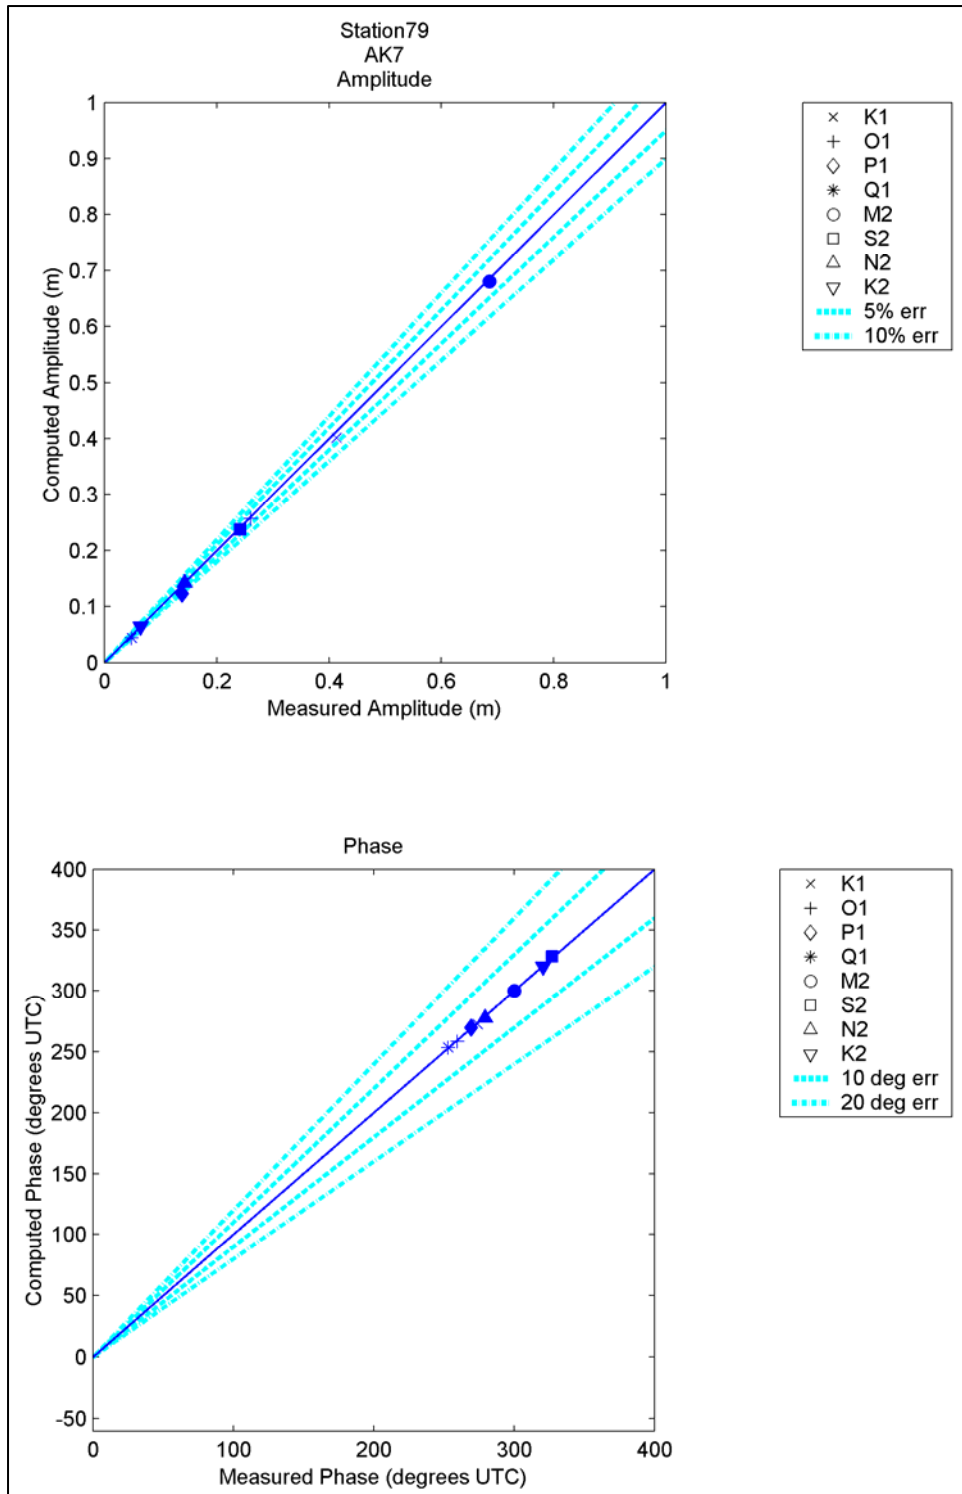 Station79
AK7
Amplitude
1
0.9
0.8
0.7
0.6
0.5
0.4
0.3
0.2
0.1
0
Computed Amplitude (m)
0 0.2 0.4 0.6 0.8 1
Measured Amplitude (m)
K1
O1
P1
Q1
M2
S2
N2
K2
5% err
10% err
Phase
400
350
300
250
200
150
100
50
0
-50
Computed Phase (degrees UTC)
0 100 200 300 400
Measured Phase (degrees UTC)
K1
O1
P1
Q1
M2
S2
N2
K2
10 deg err
20 deg err